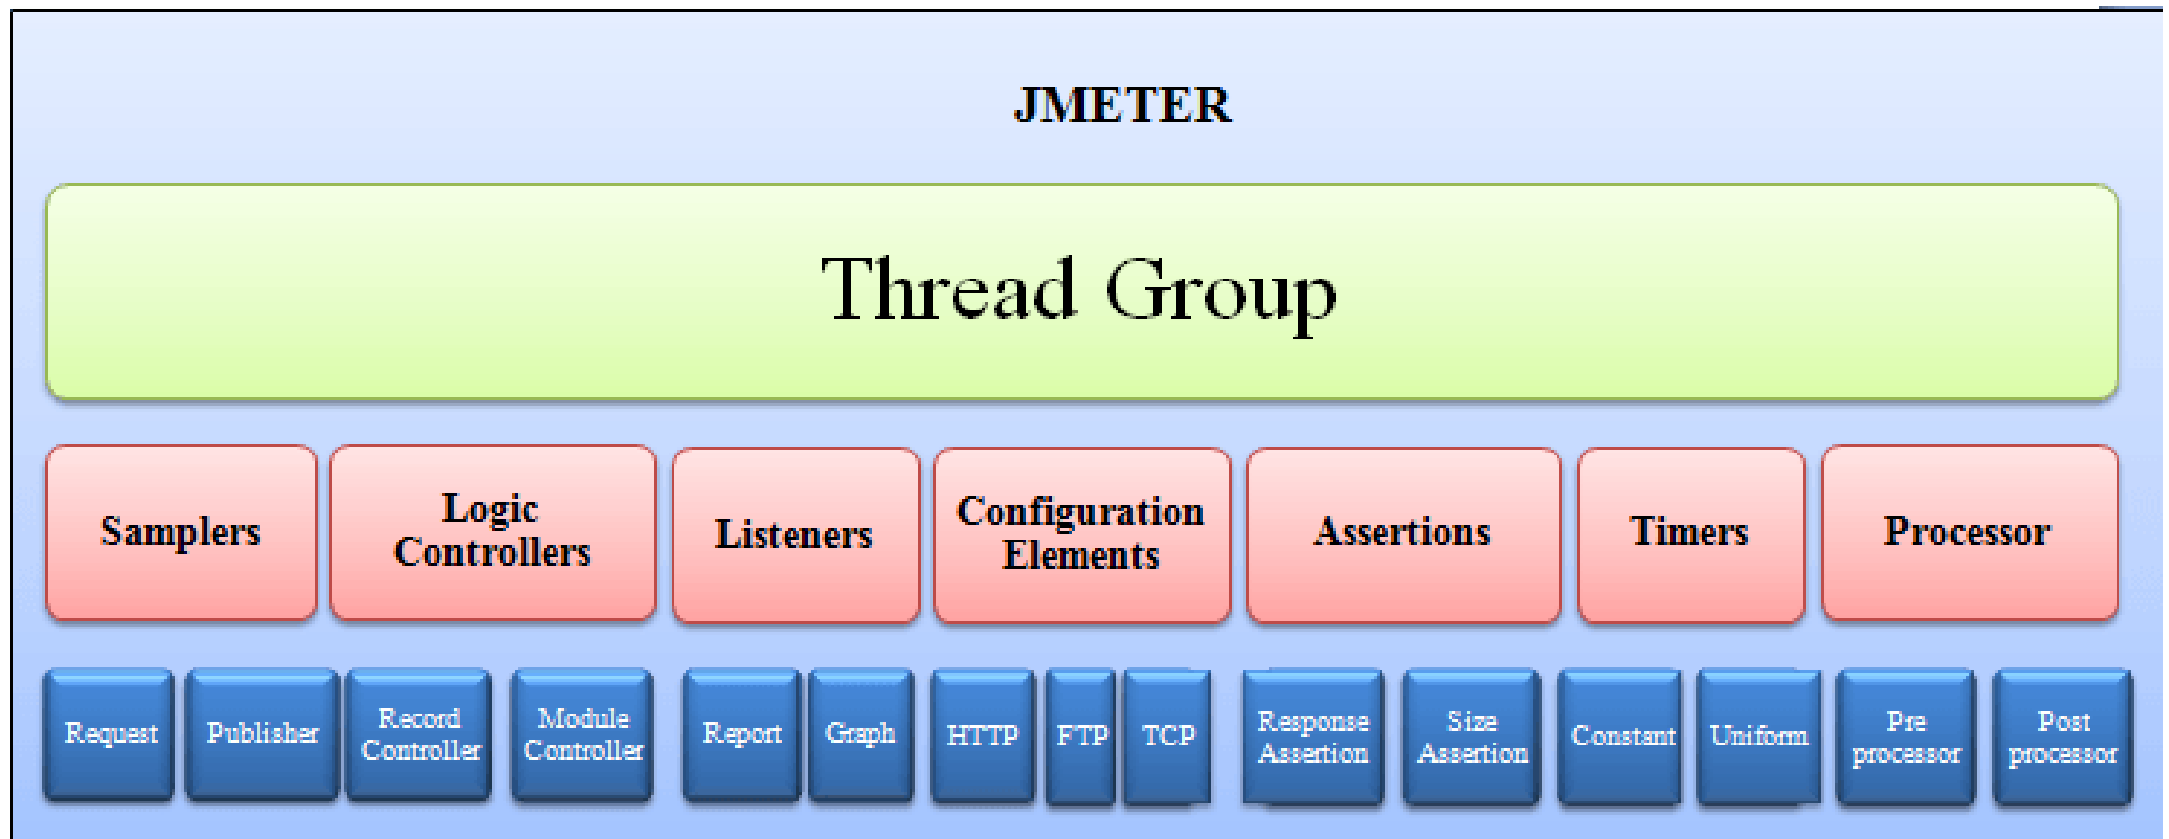 JMETER
Thread Group
Samplers
Logic
Controllers
Listeners
Configuration
Elements
Assertions
Timers
Processor
Request
Publisher
Record
Controller
Module
Controller
Report
Graph
HTTP
FTP
TCP
Response
Assertion
Size
Assertion
Constant
Uniform
Pre
processor
Post
processor